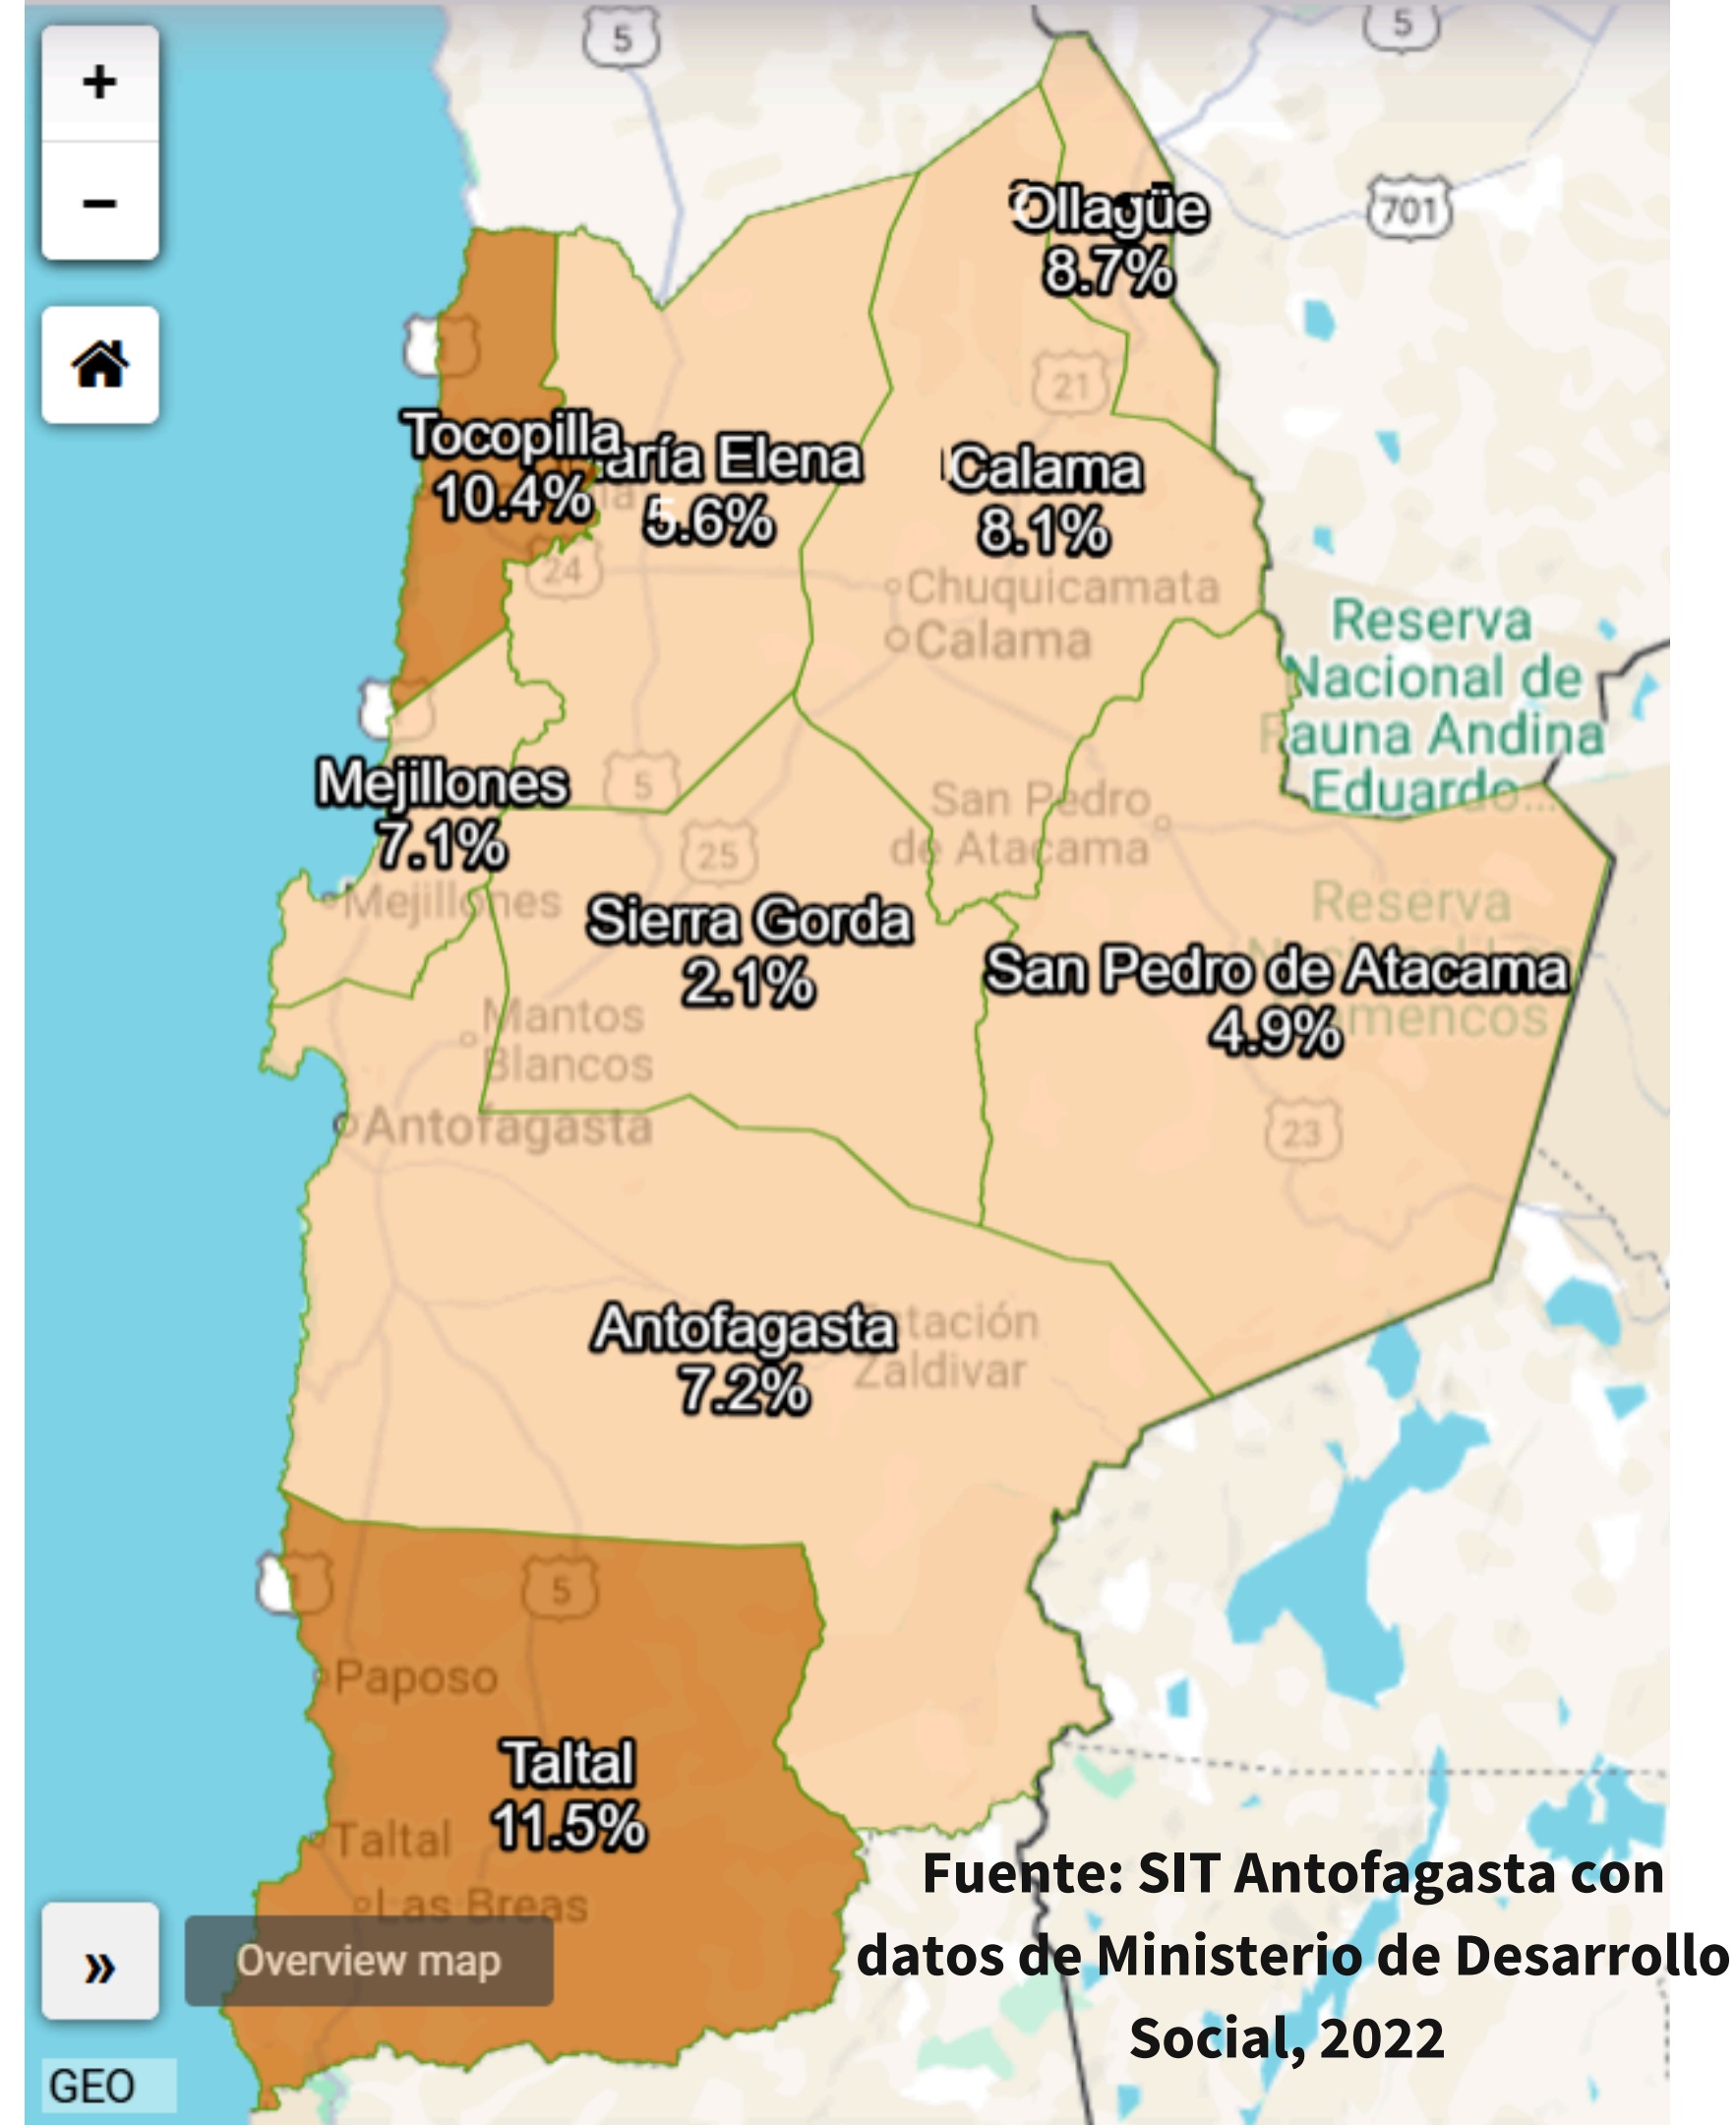 +
5
5
−
701
Ollagüe
8.7%
21
Tocopilla
10.4%
aría Elena
5.6%
Calama
8.1%
24
Chuquicamata
Calama
Reserva
Nacional de
Fauna Andina
Eduardo...
Mejillones
7.1%
5
25
San Pedro
de Atacama
Mejillones
Sierra Gorda
2.1%
Reserva
San Pedro de Atacama
4.9%
Mantos
Blancos
Antofagasta
23
Antofagasta
7.2%
Estación
Zaldivar
5
Paposo
Taltal
11.5%
Taltal
Las Breas
Fuente: SIT Antofagasta con
datos de Ministerio de Desarrollo
Social, 2022
»
Overview map
GEO